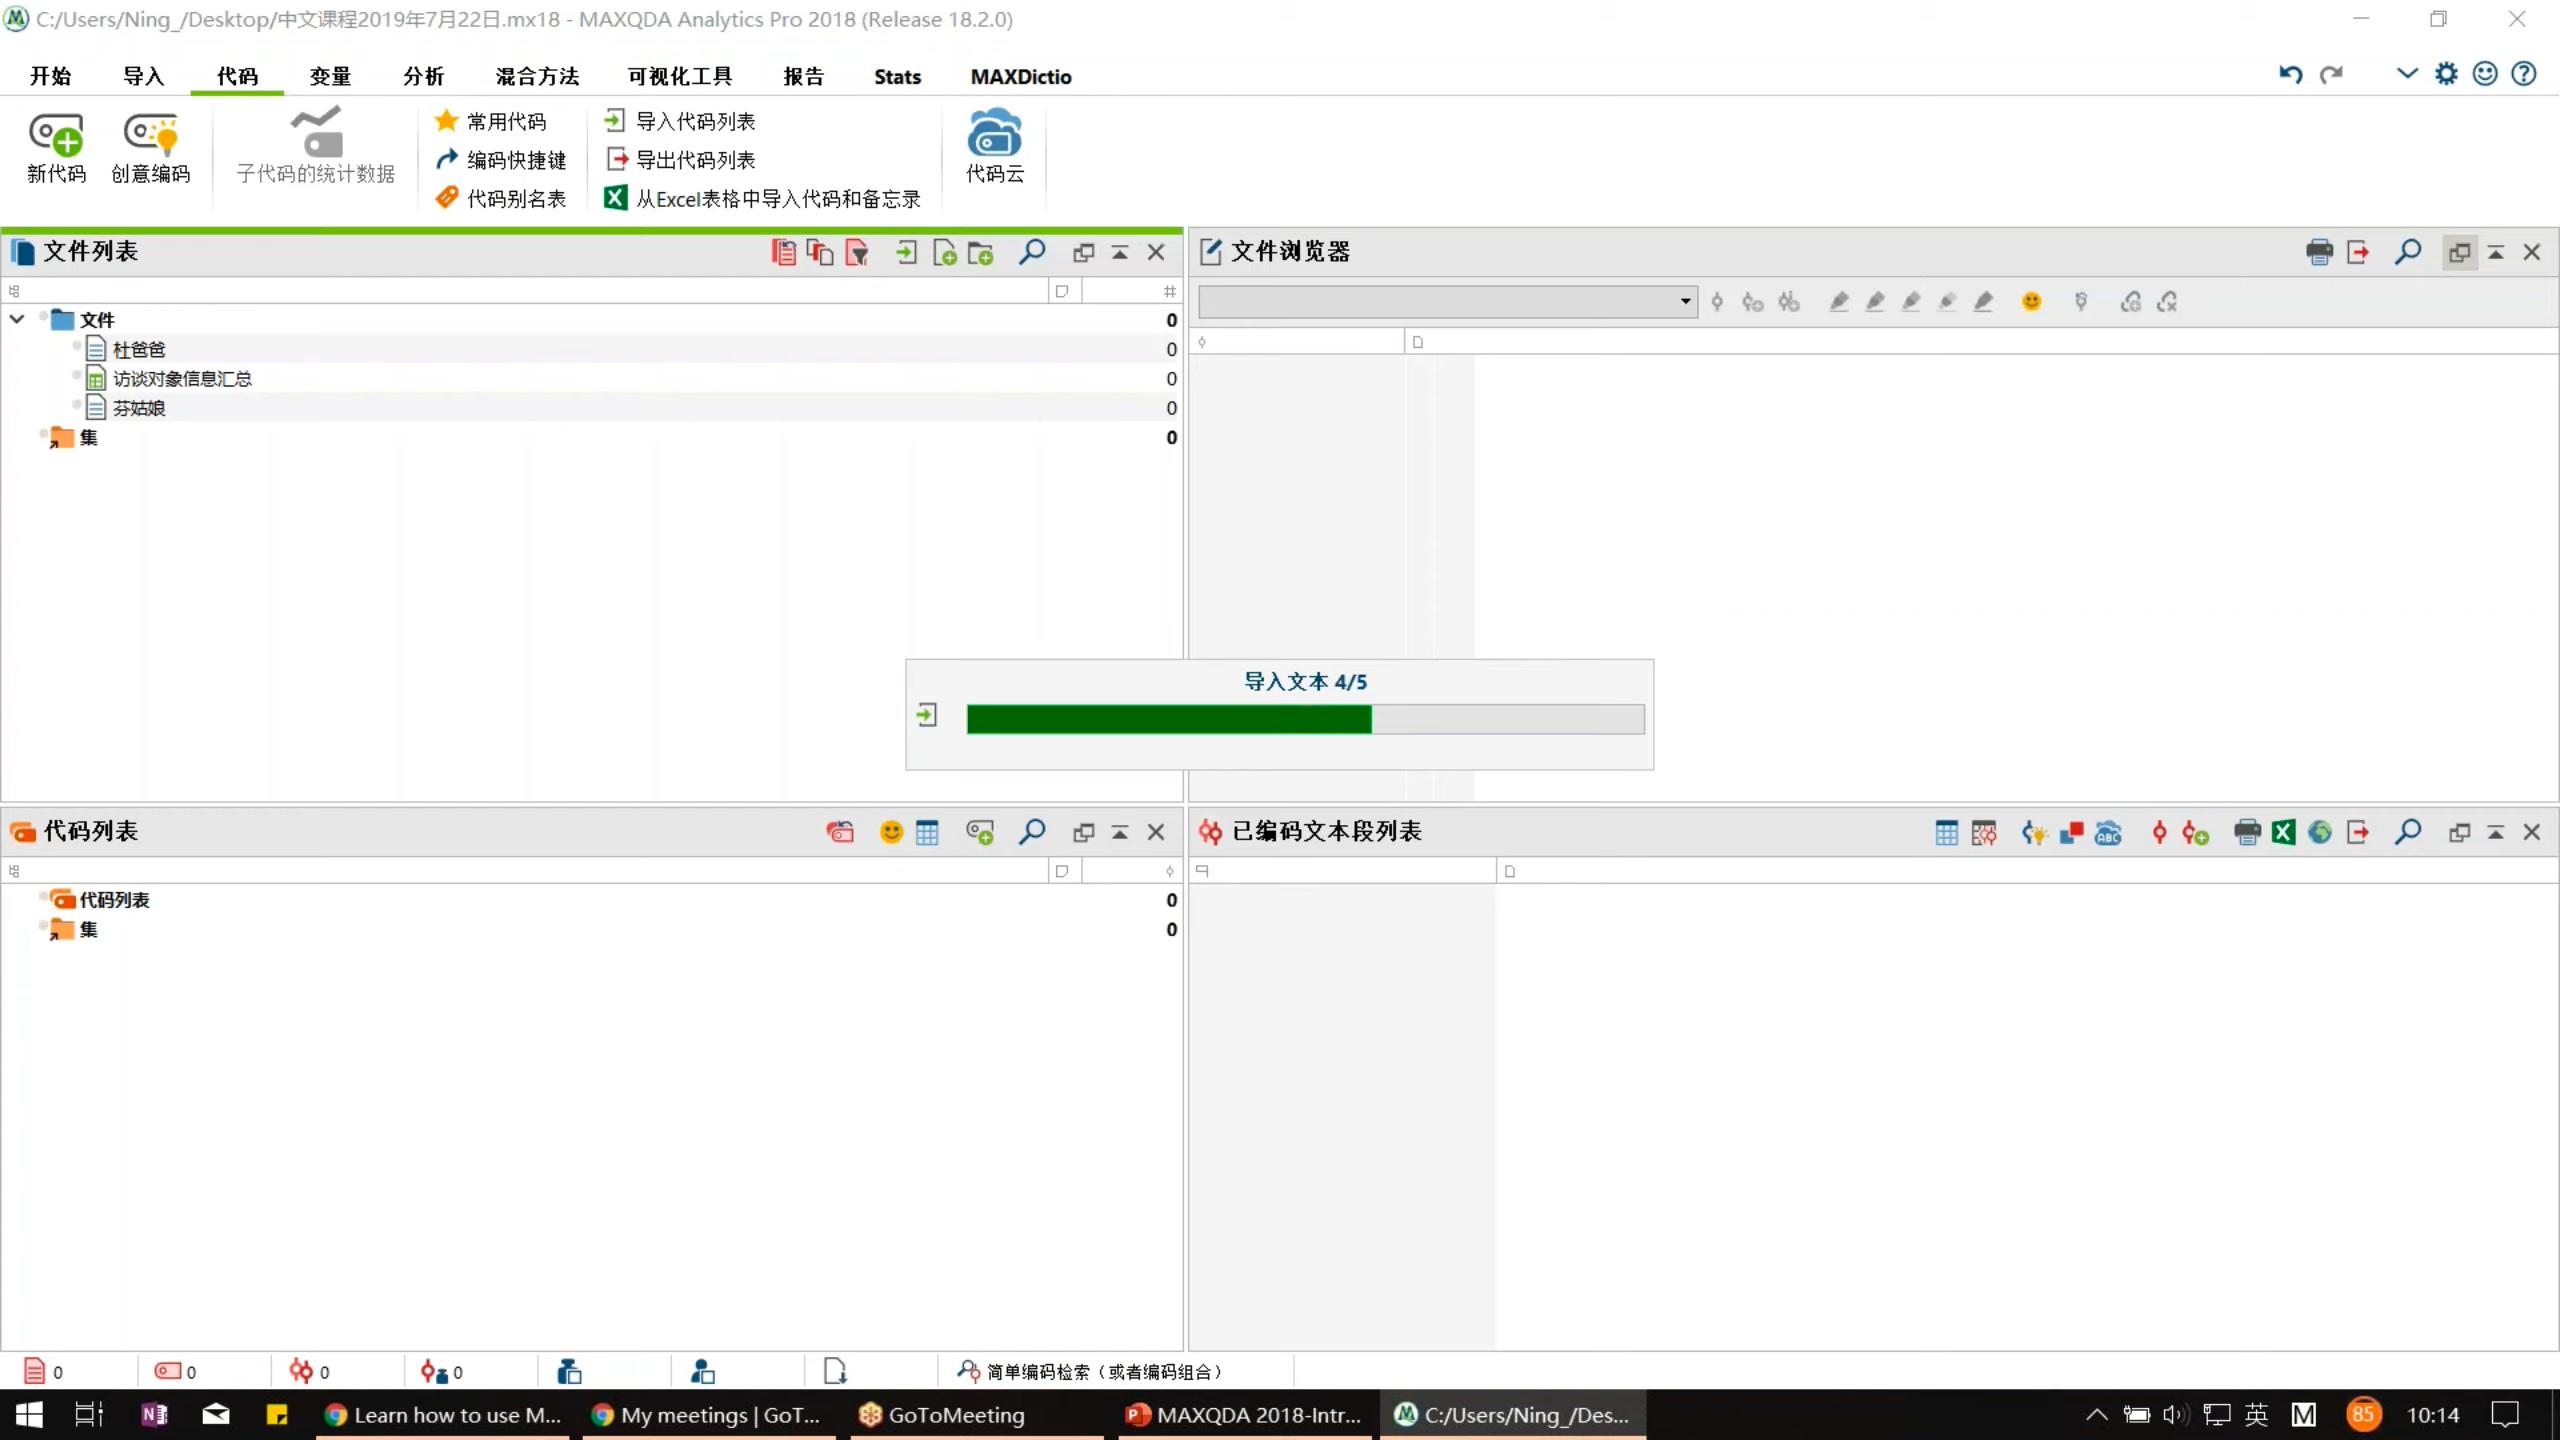 C:/Users/Ning_/Desktop/中文课程2019年7月22日.mx18 - MAXQDA Analytics Pro 2018 (Release 18.2.0)
开始 导入 代码 变量 分析 混合方法 可视化工具 报告 Stats MAXDictio
新代码 创意编码 子代码的统计数据 代码云
常用代码
编码快捷键
代码别名表
导入代码列表
导出代码列表
从Excel表格中导入代码和备忘录
文件列表
文件 0
杜爸爸 0
访谈对象信息汇总 0
芬姑娘 0
集 0
文件浏览器
导入文本 4/5
代码列表
代码列表 0
集 0
已编码文本段列表
0 0 0 0 简单编码检索（或者编码组合）
Learn how to use M... My meetings | GoT... GoToMeeting MAXQDA 2018-Intr... C:/Users/Ning_/Des... 英 M 85 10:14